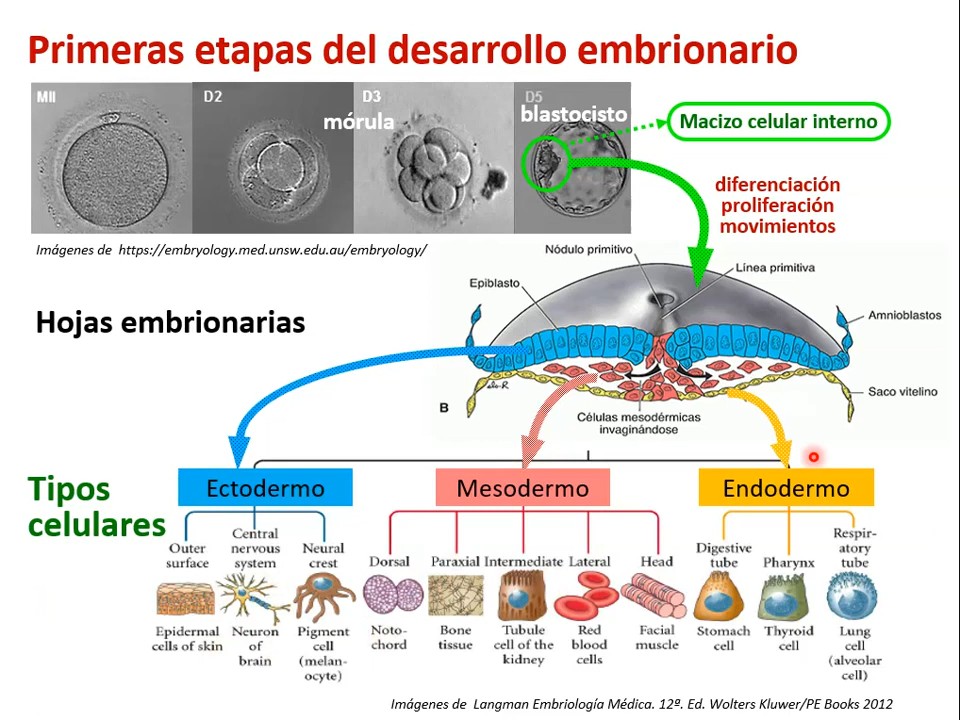 Primeras etapas del desarrollo embrionario
MII
D2
D3
mórula
D5
blastocisto
Macizo celular interno
diferenciación
proliferación
movimientos
Imágenes de https://embryology.med.unsw.edu.au/embryology/
Hojas embrionarias
Nódulo primitivo
Línea primitiva
Epiblasto
Amnioblastos
Saco vitelino
B
Células mesodérmicas
invaginándose
Tipos
celulares
Ectodermo
Mesodermo
Endodermo
Outer
surface
Central
nervous
system
Neural
crest
Dorsal
Paraxial
Intermediate
Lateral
Head
Digestive
tube
Pharynx
Respir-
atory
tube
Epidermal
cells of skin
Neuron
of
brain
Pigment
cell
(melan-
ocyte)
Noto-
chord
Bone
tissue
Tubule
cell of the
kidney
Red
blood
cells
Facial
muscle
Stomach
cell
Thyroid
cell
Lung
cell
(alveolar
cell)
Imágenes de Langman Embriología Médica. 12ª. Ed. Wolters Kluwer/PE Books 2012